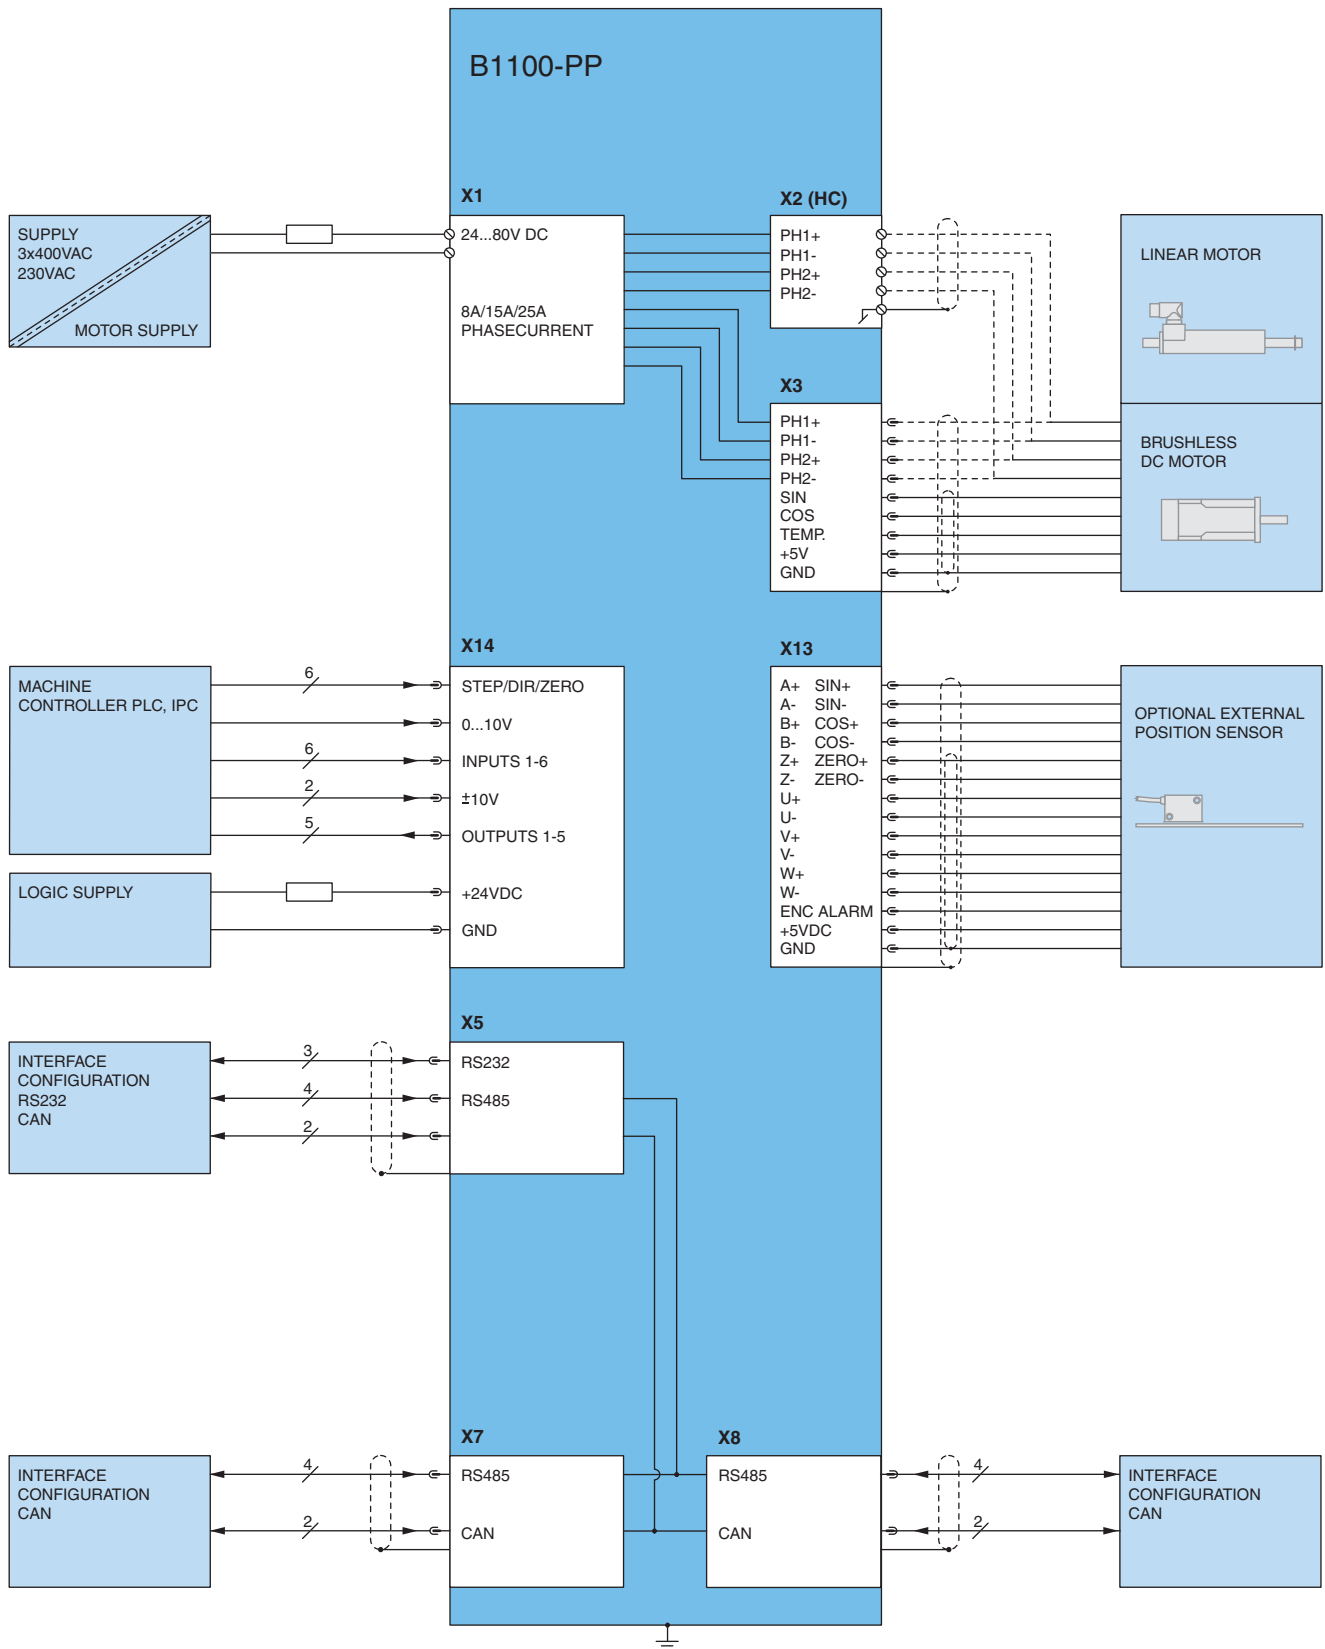 B1100-PP
SUPPLY
3x400VAC
230VAC
MOTOR SUPPLY
X1
24...80V DC
8A/15A/25A
PHASECURRENT
X2 (HC)
PH1+
PH1-
PH2+
PH2-
LINEAR MOTOR
X3
PH1+
PH1-
PH2+
PH2-
SIN
COS
TEMP.
+5V
GND
BRUSHLESS
DC MOTOR
MACHINE
CONTROLLER PLC, IPC
6
6
2
5
LOGIC SUPPLY
X14
STEP/DIR/ZERO
0...10V
INPUTS 1-6
±10V
OUTPUTS 1-5
+24VDC
GND
X13
A+ SIN+
A- SIN-
B+ COS+
B- COS-
Z+ ZERO+
Z- ZERO-
U+
U-
V+
V-
W+
W-
ENC ALARM
+5VDC
GND
OPTIONAL EXTERNAL
POSITION SENSOR
INTERFACE
CONFIGURATION
RS232
CAN
3
4
2
X5
RS232
RS485
INTERFACE
CONFIGURATION
CAN
4
2
X7
RS485
CAN
X8
RS485
CAN
4
2
INTERFACE
CONFIGURATION
CAN